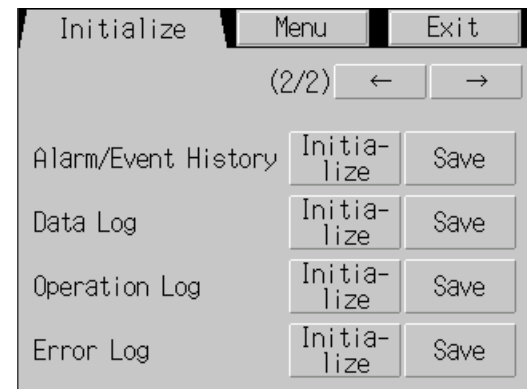 Initialize Menu Exit
(2/2) ← →
Alarm/Event History Initia-
lize Save
Data Log Initia-
lize Save
Operation Log Initia-
lize Save
Error Log Initia-
lize Save